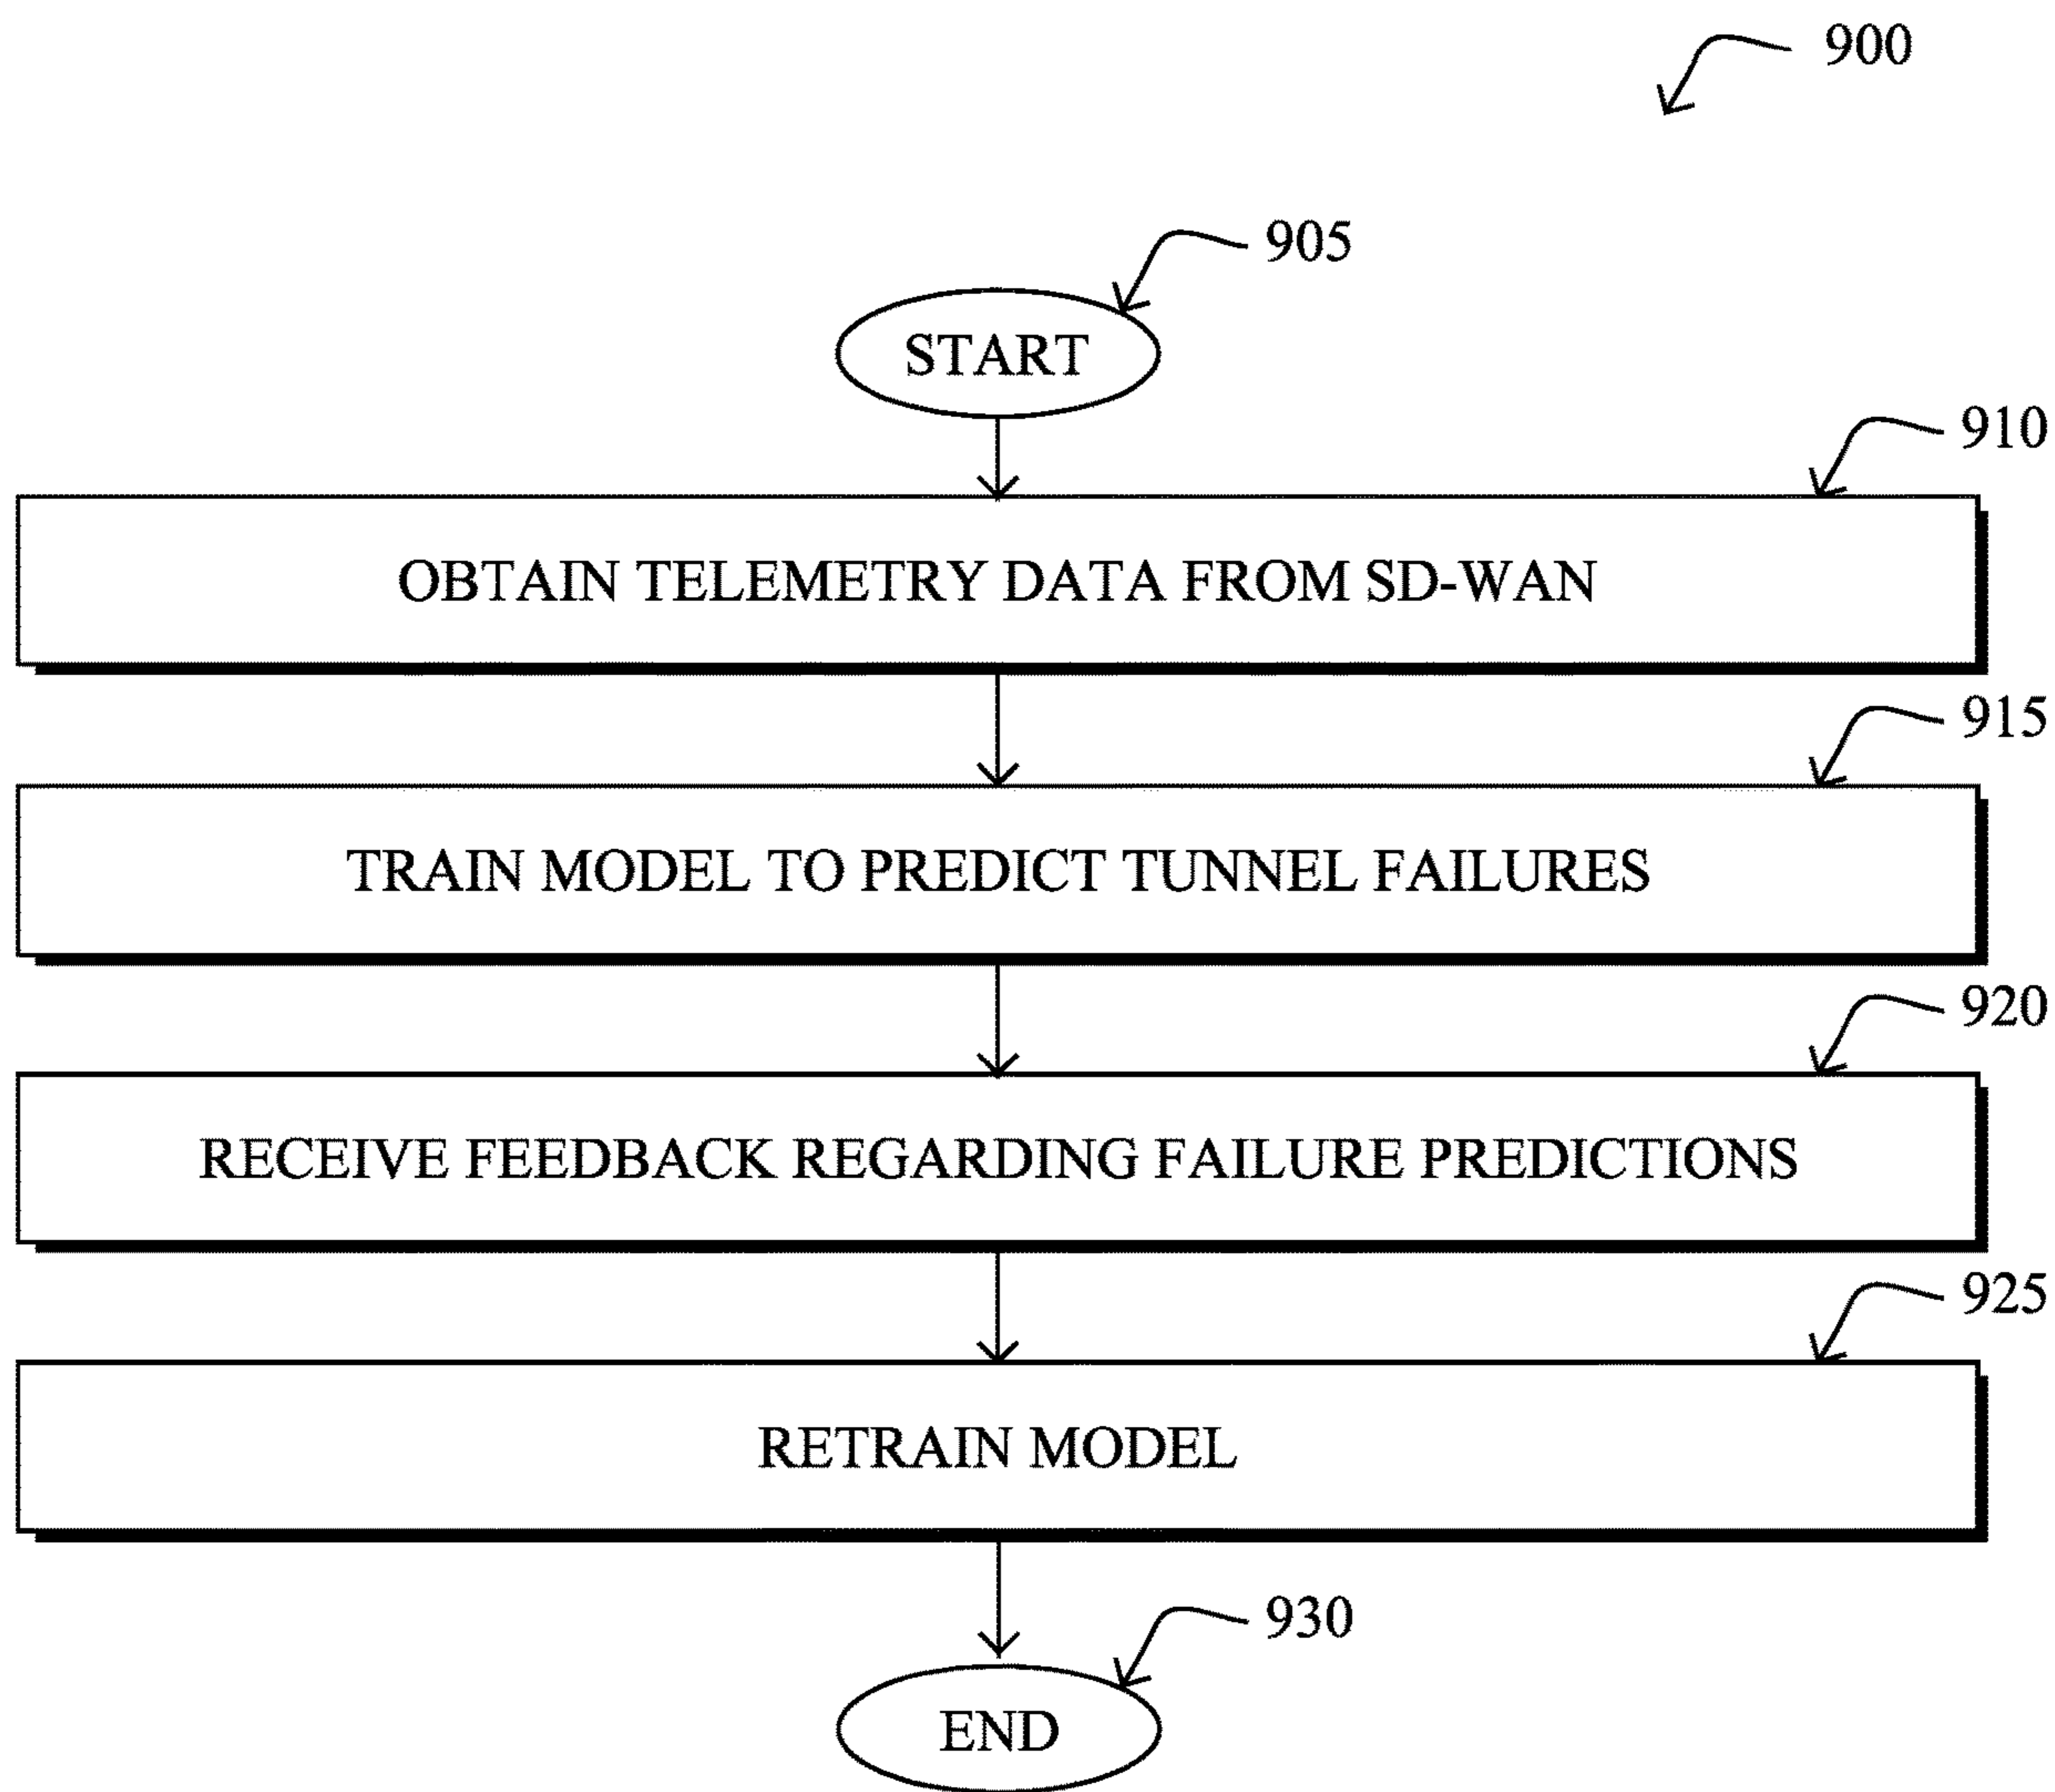 900
905
START
910
OBTAIN TELEMETRY DATA FROM SD-WAN
915
TRAIN MODEL TO PREDICT TUNNEL FAILURES
920
RECEIVE FEEDBACK REGARDING FAILURE PREDICTIONS
925
RETRAIN MODEL
930
END